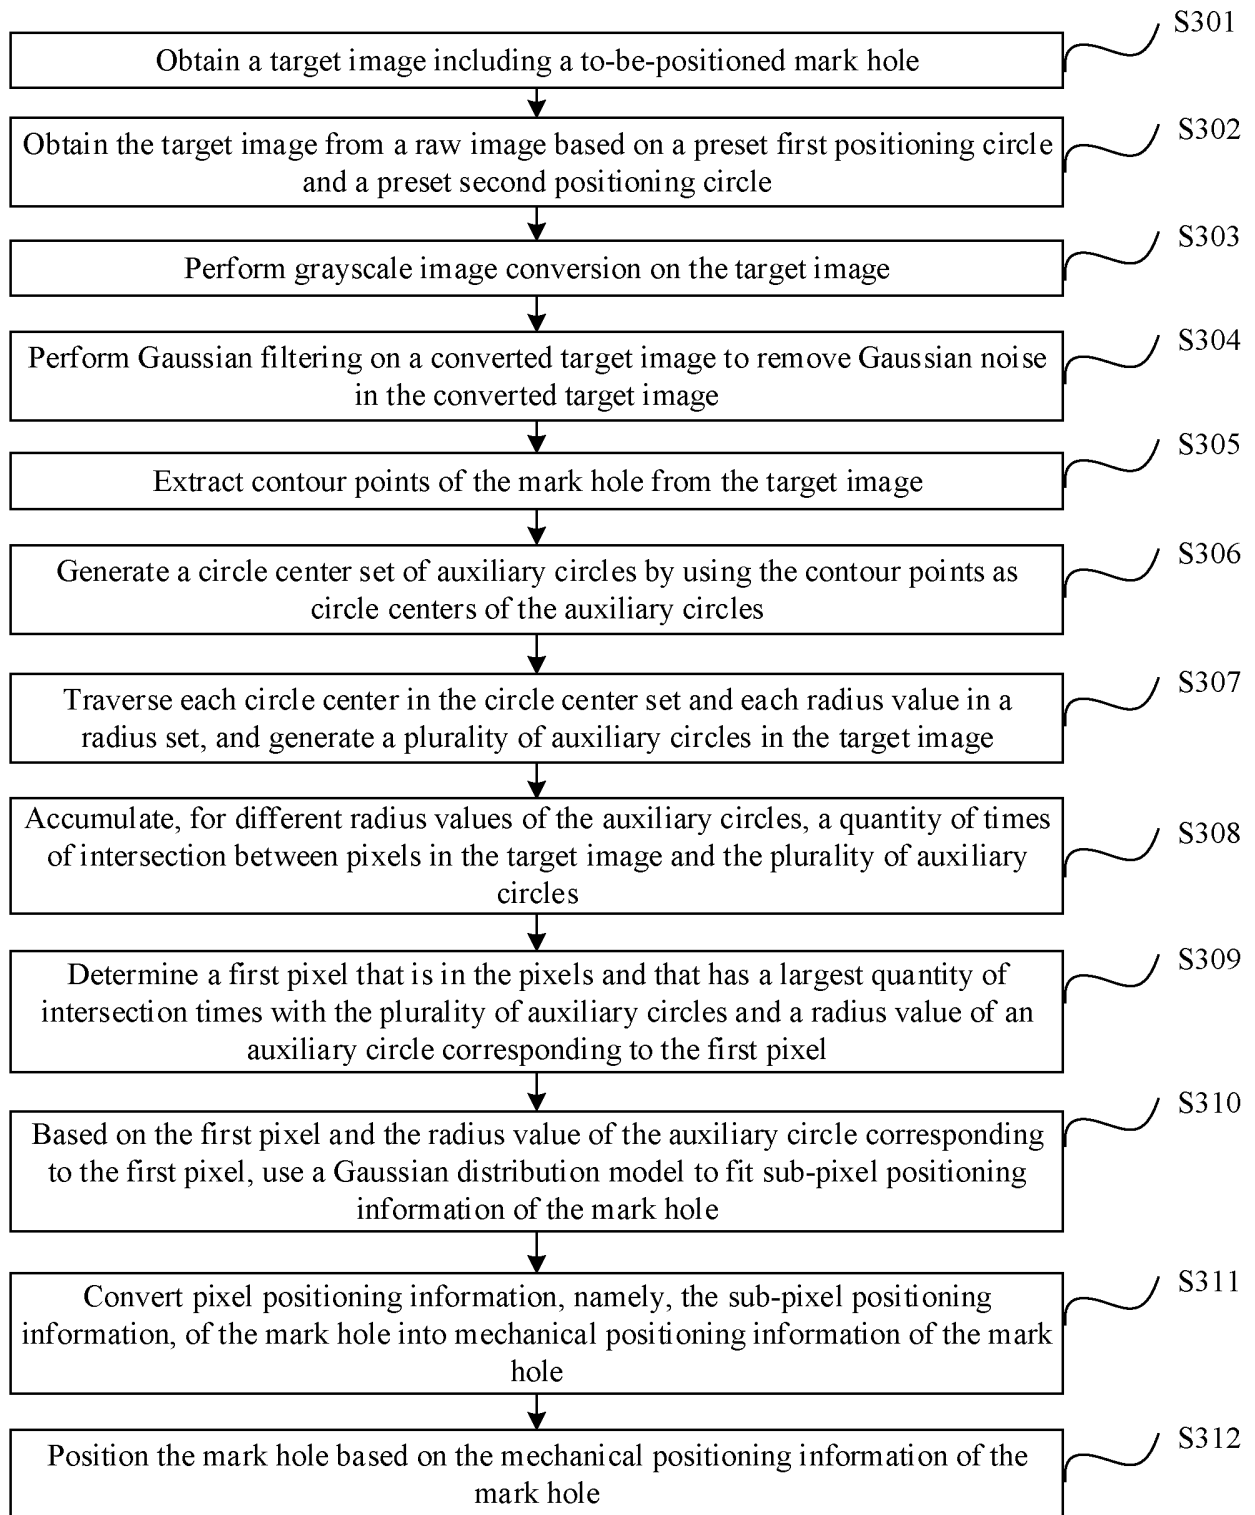 S301
Obtain a target image including a to-be-positioned mark hole
S302
Obtain the target image from a raw image based on a preset first positioning circle
and a preset second positioning circle
S303
Perform grayscale image conversion on the target image
S304
Perform Gaussian filtering on a converted target image to remove Gaussian noise
in the converted target image
S305
Extract contour points of the mark hole from the target image
S306
Generate a circle center set of auxiliary circles by using the contour points as
circle centers of the auxiliary circles
S307
Traverse each circle center in the circle center set and each radius value in a
radius set, and generate a plurality of auxiliary circles in the target image
S308
Accumulate, for different radius values of the auxiliary circles, a quantity of times
of intersection between pixels in the target image and the plurality of auxiliary
circles
S309
Determine a first pixel that is in the pixels and that has a largest quantity of
intersection times with the plurality of auxiliary circles and a radius value of an
auxiliary circle corresponding to the first pixel
S310
Based on the first pixel and the radius value of the auxiliary circle corresponding
to the first pixel, use a Gaussian distribution model to fit sub-pixel positioning
information of the mark hole
S311
Convert pixel positioning information, namely, the sub-pixel positioning
information, of the mark hole into mechanical positioning information of the mark
hole
S312
Position the mark hole based on the mechanical positioning information of the
mark hole